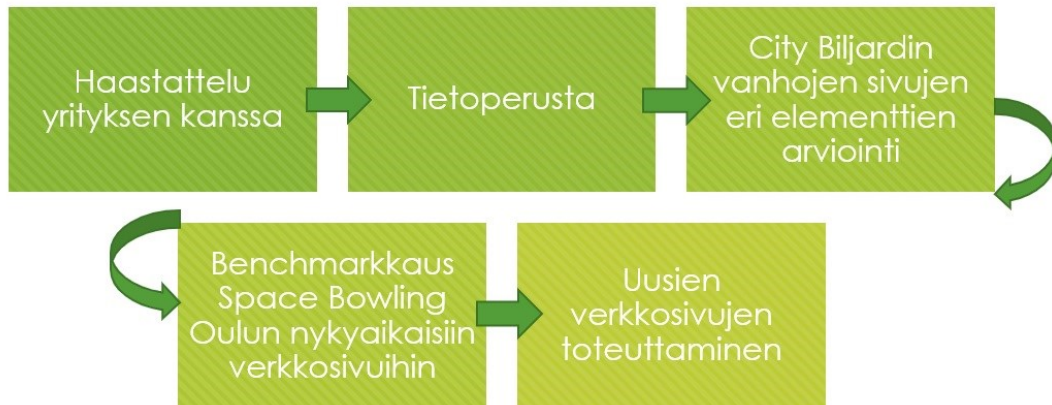 Haastattelu
yrityksen kanssa
Tietoperusta
City Biljardin
vanhojen sivujen
eri elementtien
arviointi
Benchmarkkaus
Space Bowling
Oulun nykyaikaisiin
verkkosivuihin
Uusien
verkkosivujen
toteuttaminen